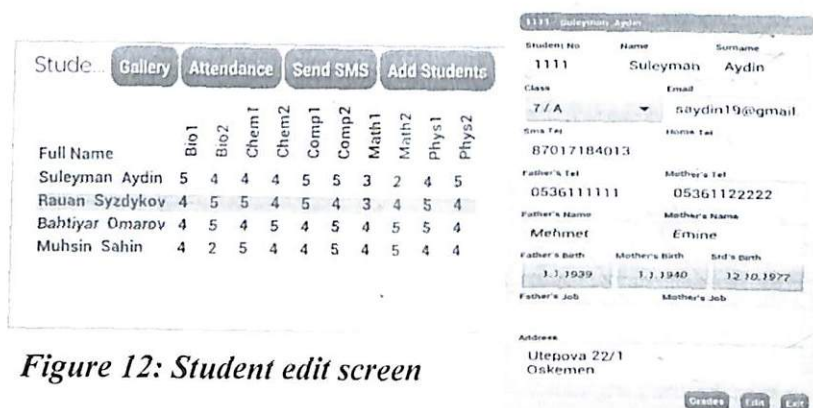 Stude... Gallery Attendance Send SMS Add Students
Full Name Bio1 Bio2 Chem1 Chem2 Comp1 Comp2 Math1 Math2 Phys1 Phys2
Suleyman Aydin 5 4 4 4 5 5 3 2 4 5
Rauan Syzdykov 4 5 5 4 5 4 3 4 5 4
Bahtiyar Omarov 4 5 4 5 4 5 4 5 5 4
Muhsin Sahin 4 2 5 4 4 5 4 5 4 4
Figure 12: Student edit screen
1111 Suleyman Aydin
Student No Name Surname
1111 Suleyman Aydin
Class Email
7 / A saydin19@gmail
Sms Tel Home Tel
87017184013
Father's Tel Mother's Tel
0536111111 05361122222
Father's Name Mother's Name
Mehmet Emine
Father's Birth Mother's Birth Srd's Birth
1.1.1939 1.1.1940 12.10.1977
Father's Job Mother's Job
Address
Utepova 22/1
Oskemen
Grades Edit Exit